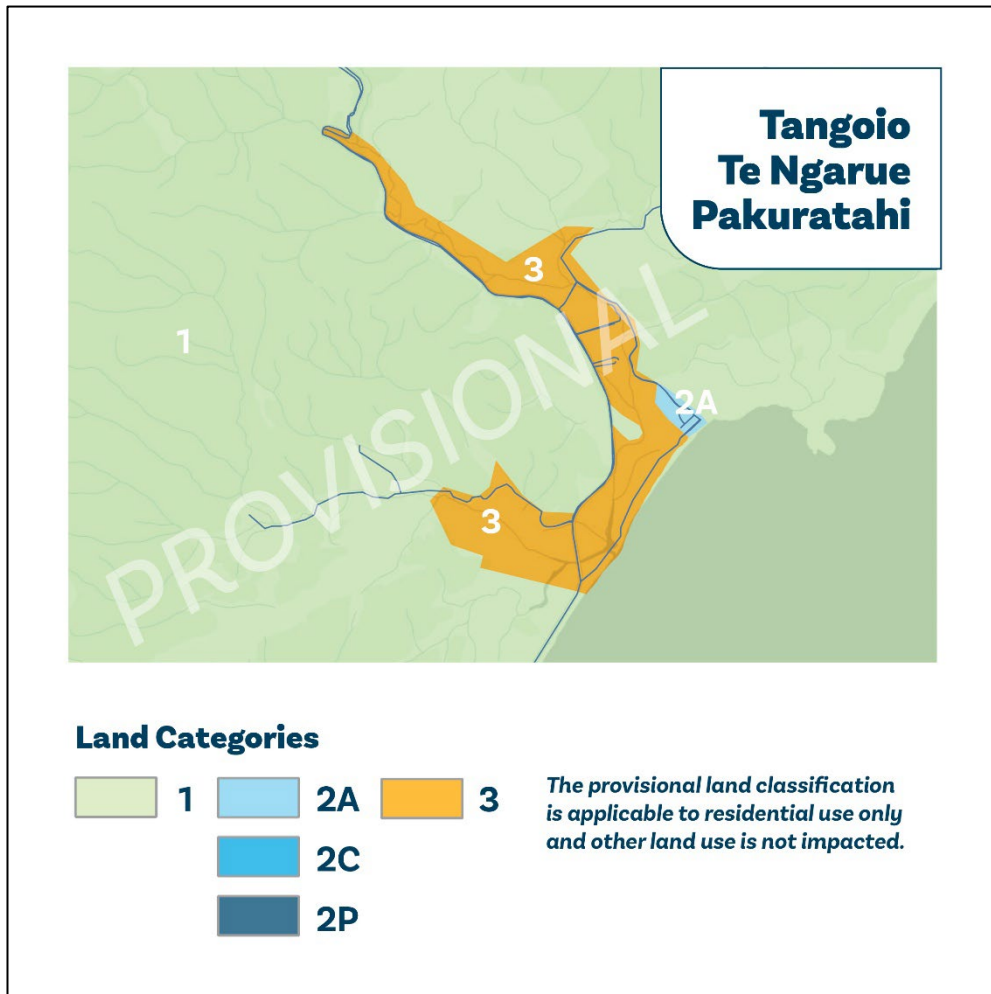 Tangoio
Te Ngarue
Pakuratahi
3
1
2A
3
PROVISIONAL
Land Categories
1
2A
3
2C
2P
The provisional land classification
is applicable to residential use only
and other land use is not impacted.